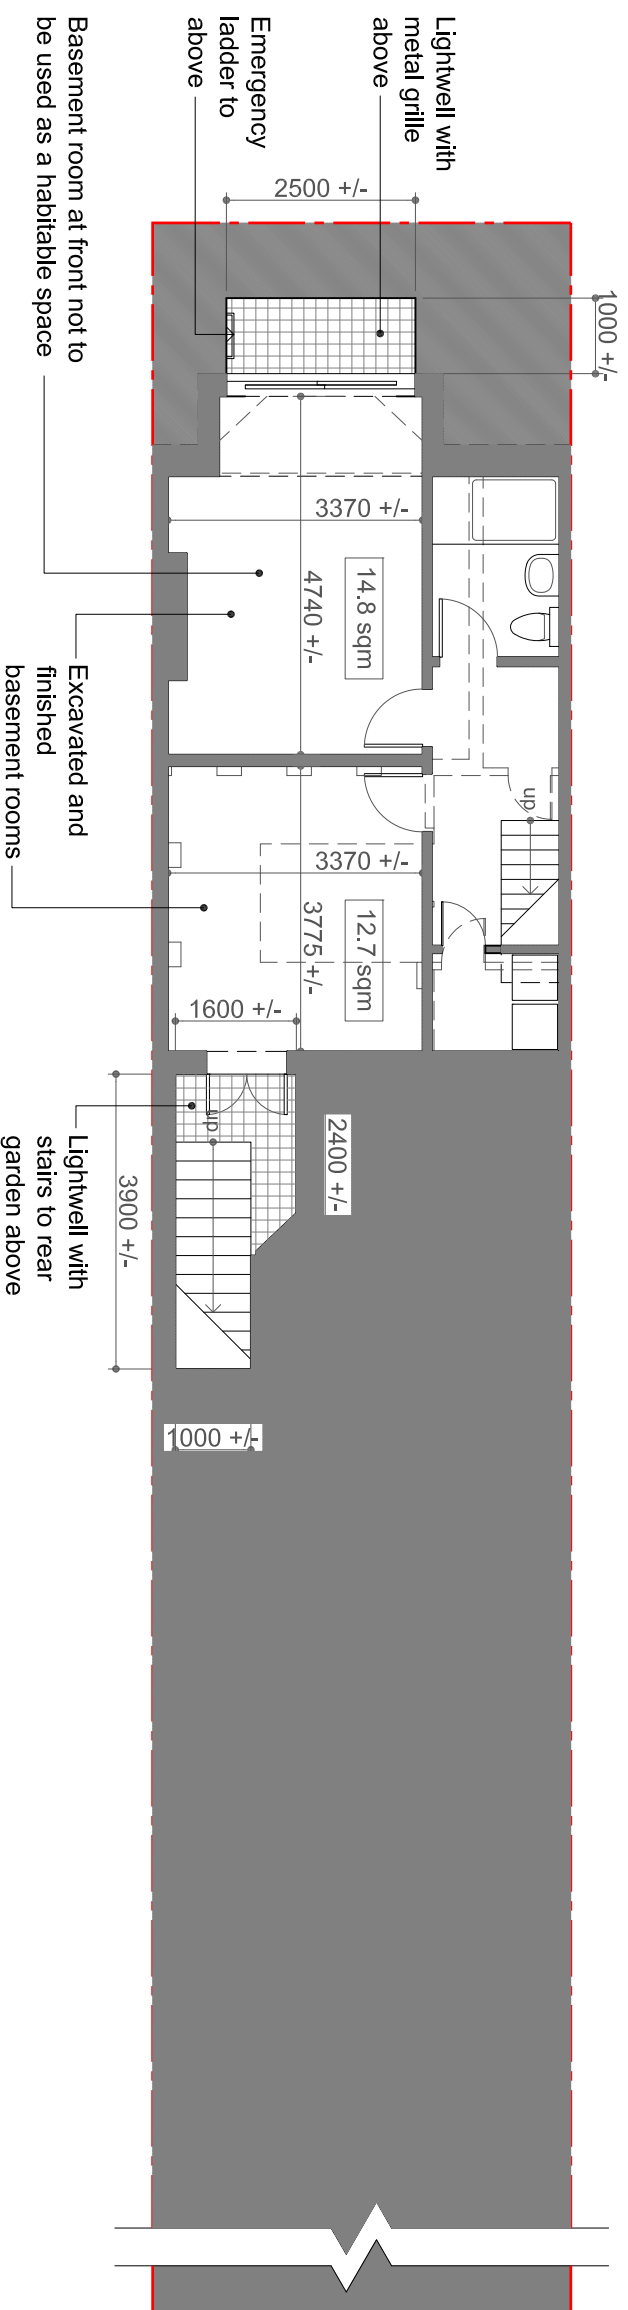 Lightwell with
metal grille
above
Emergency
ladder to
above
Basement room at front not to
be used as a habitable space
2500 +/-
1000 +/-
3370 +/-
14.8 sqm
4740 +/-
up
Excavated and
finished
basement rooms
3370 +/-
12.7 sqm
3775 +/-
1600 +/-
up
2400 +/-
Lightwell with
stairs to rear
garden above
3900 +/-
1000 +/-